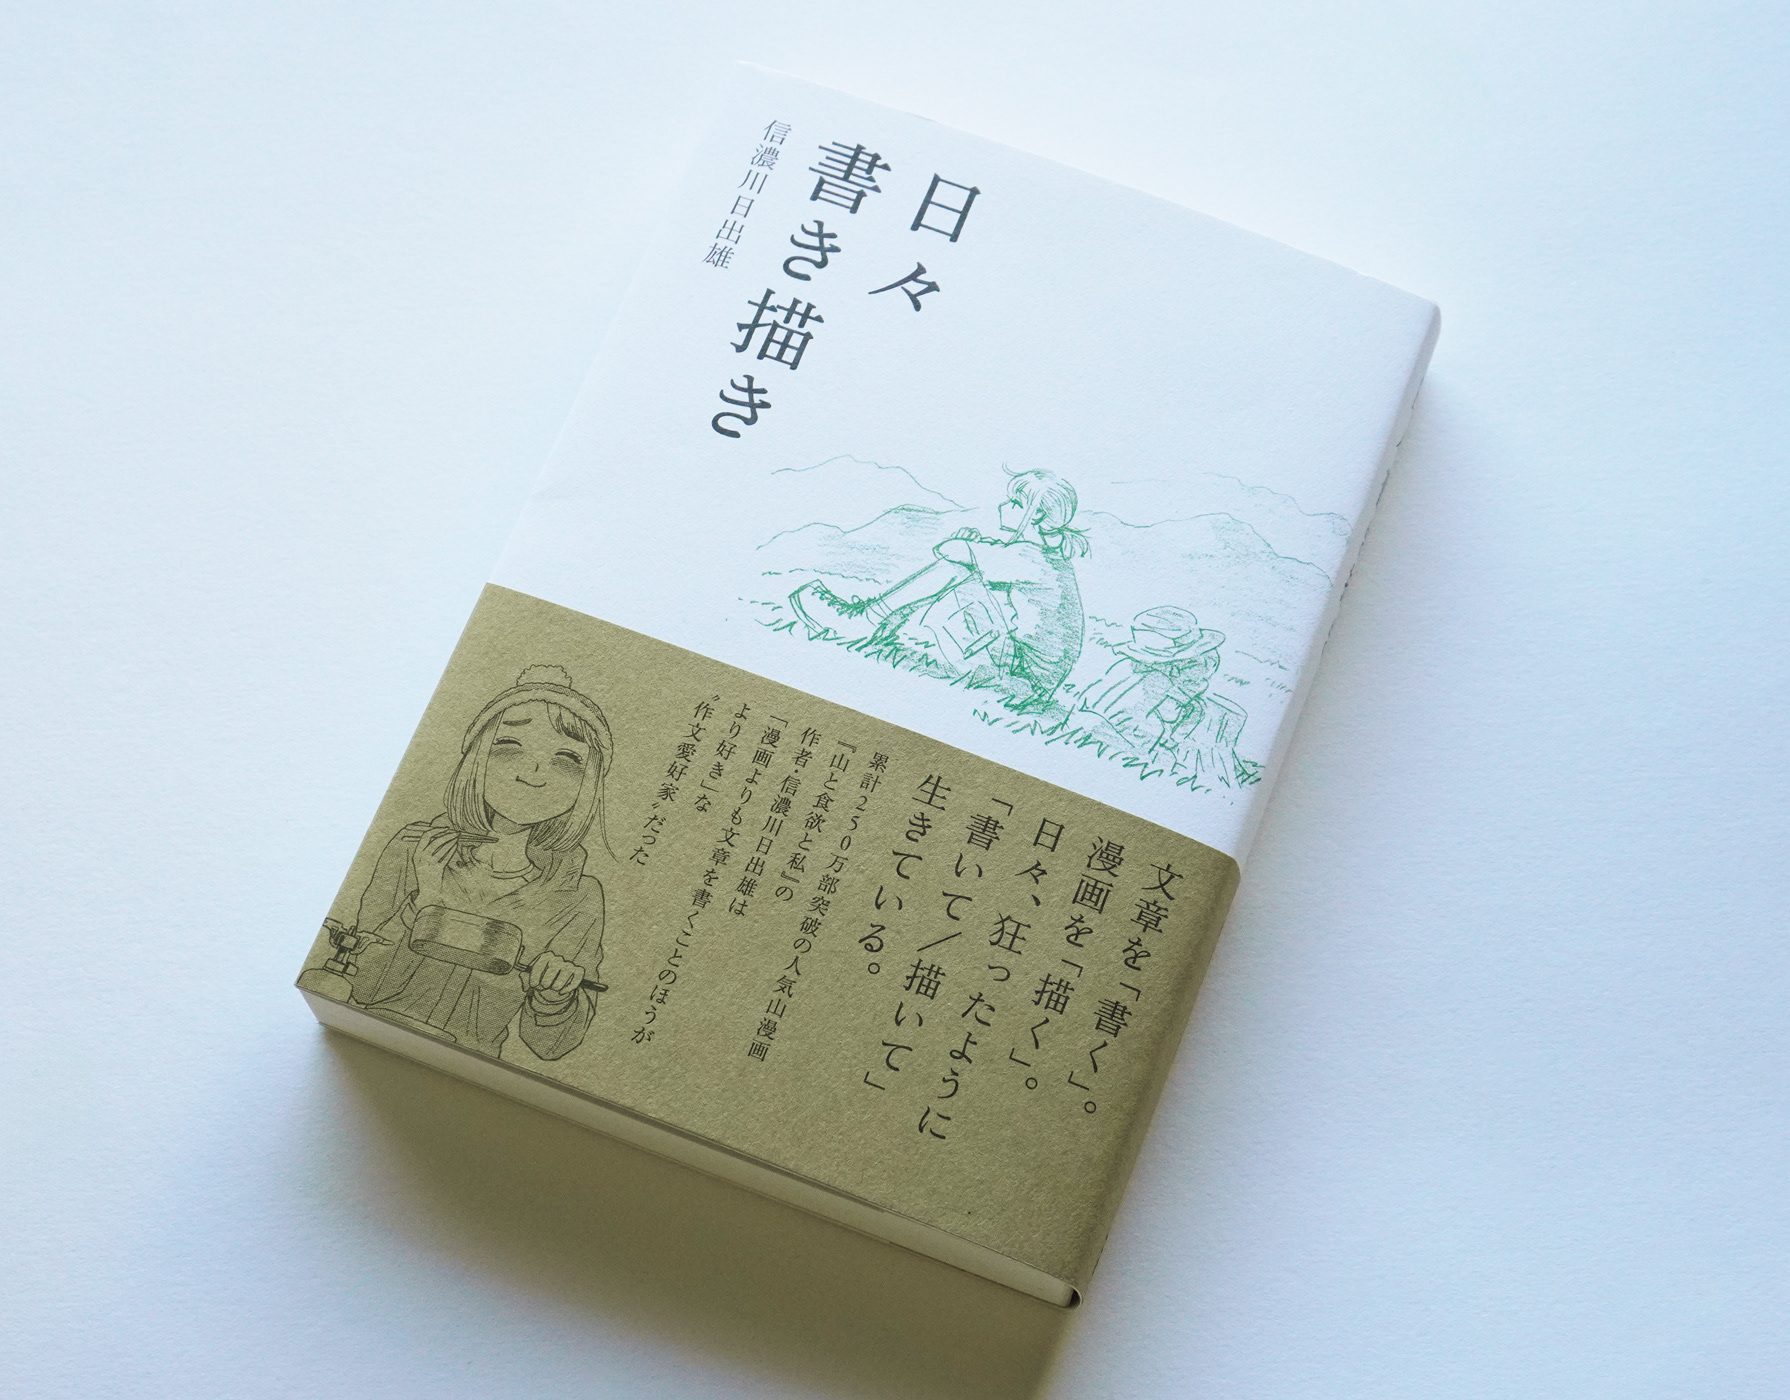 日々
書き描き
信濃川日出雄
文章を「書く」。
漫画を「描く」。
日々、狂ったように
「書いて／描いて」
生きている。
累計250万部突破の人気山漫画
『山と食欲と私』の
作者・信濃川日出雄は
「漫画よりも文章を書くことのほうが
より好き」な
〝作文愛好家〟だった